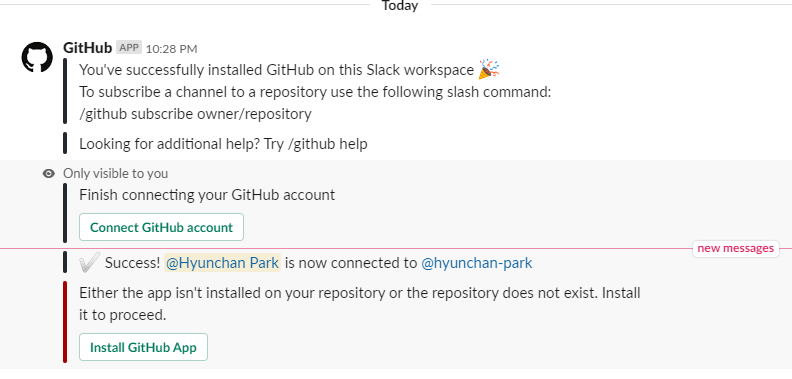 Today
GitHub APP 10:28 PM
You've successfully installed GitHub on this Slack workspace 🎉
To subscribe a channel to a repository use the following slash command:
/github subscribe owner/repository
Looking for additional help? Try /github help
Only visible to you
Finish connecting your GitHub account
Connect GitHub account
new messages
✔️ Success! @Hyunchan Park is now connected to @hyunchan-park
Either the app isn't installed on your repository or the repository does not exist. Install
it to proceed.
Install GitHub App